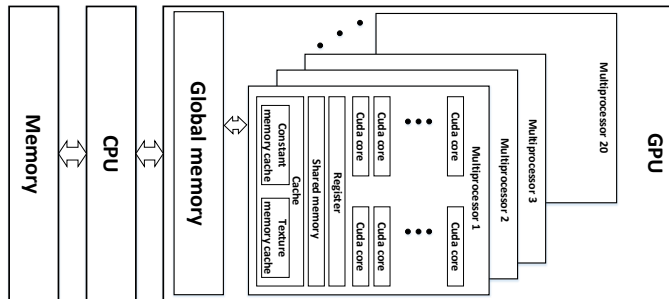 GPU
Multiprocessor 20
Multiprocessor 3
Multiprocessor 2
Multiprocessor 1
Cuda core
Cuda core
Cuda core
Cuda core
Cuda core
Cuda core
Register
Shared memory
Cache
Constant
memory cache
Texture
memory cache
Global memory
CPU
Memory